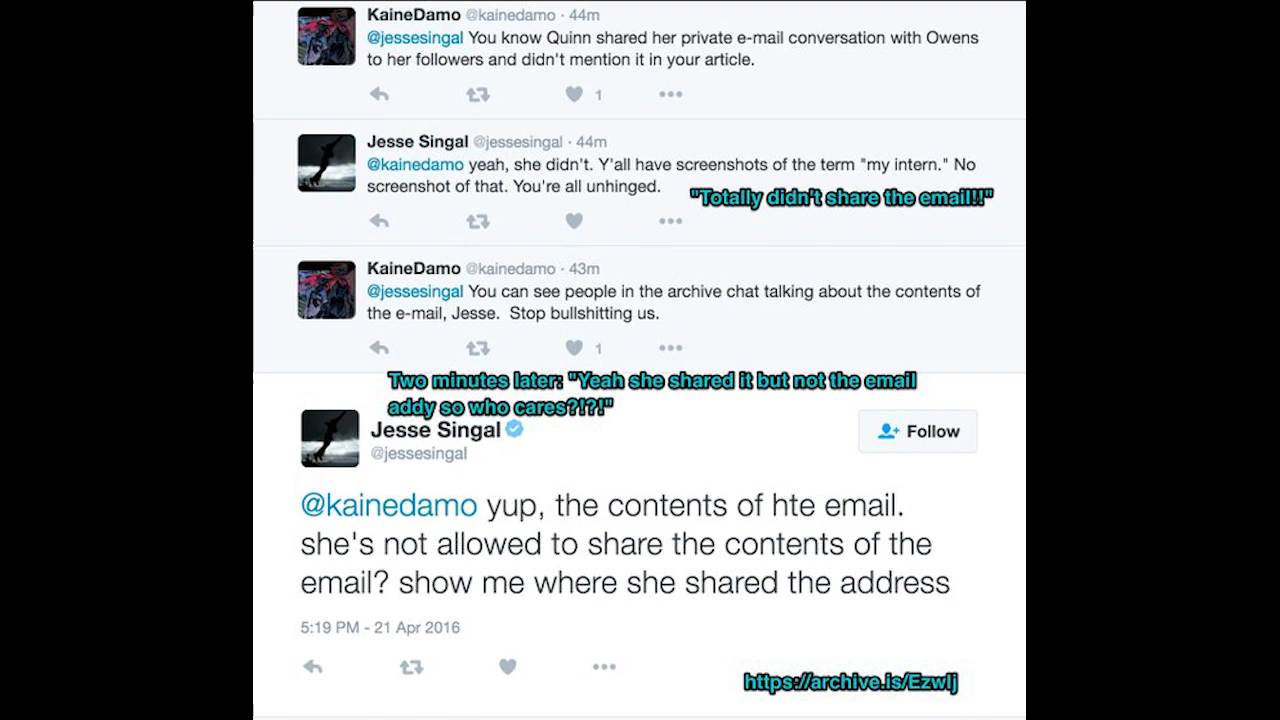 KaineDamo @kainedamo · 44m
@jessesingal You know Quinn shared her private e-mail conversation with Owens
to her followers and didn't mention it in your article.
1
Jesse Singal @jessesingal · 44m
@kainedamo yeah, she didn't. Y'all have screenshots of the term "my intern." No
screenshot of that. You're all unhinged.
"Totally didn't share the email!!"
KaineDamo @kainedamo · 43m
@jessesingal You can see people in the archive chat talking about the contents of
the e-mail, Jesse. Stop bullshitting us.
1
Two minutes later: "Yeah she shared it but not the email
addy so who cares?!?!"
Jesse Singal
Follow
@jessesingal
@kainedamo yup, the contents of hte email.
she's not allowed to share the contents of the
email? show me where she shared the address
5:19 PM - 21 Apr 2016
https://archive.is/EzwIj